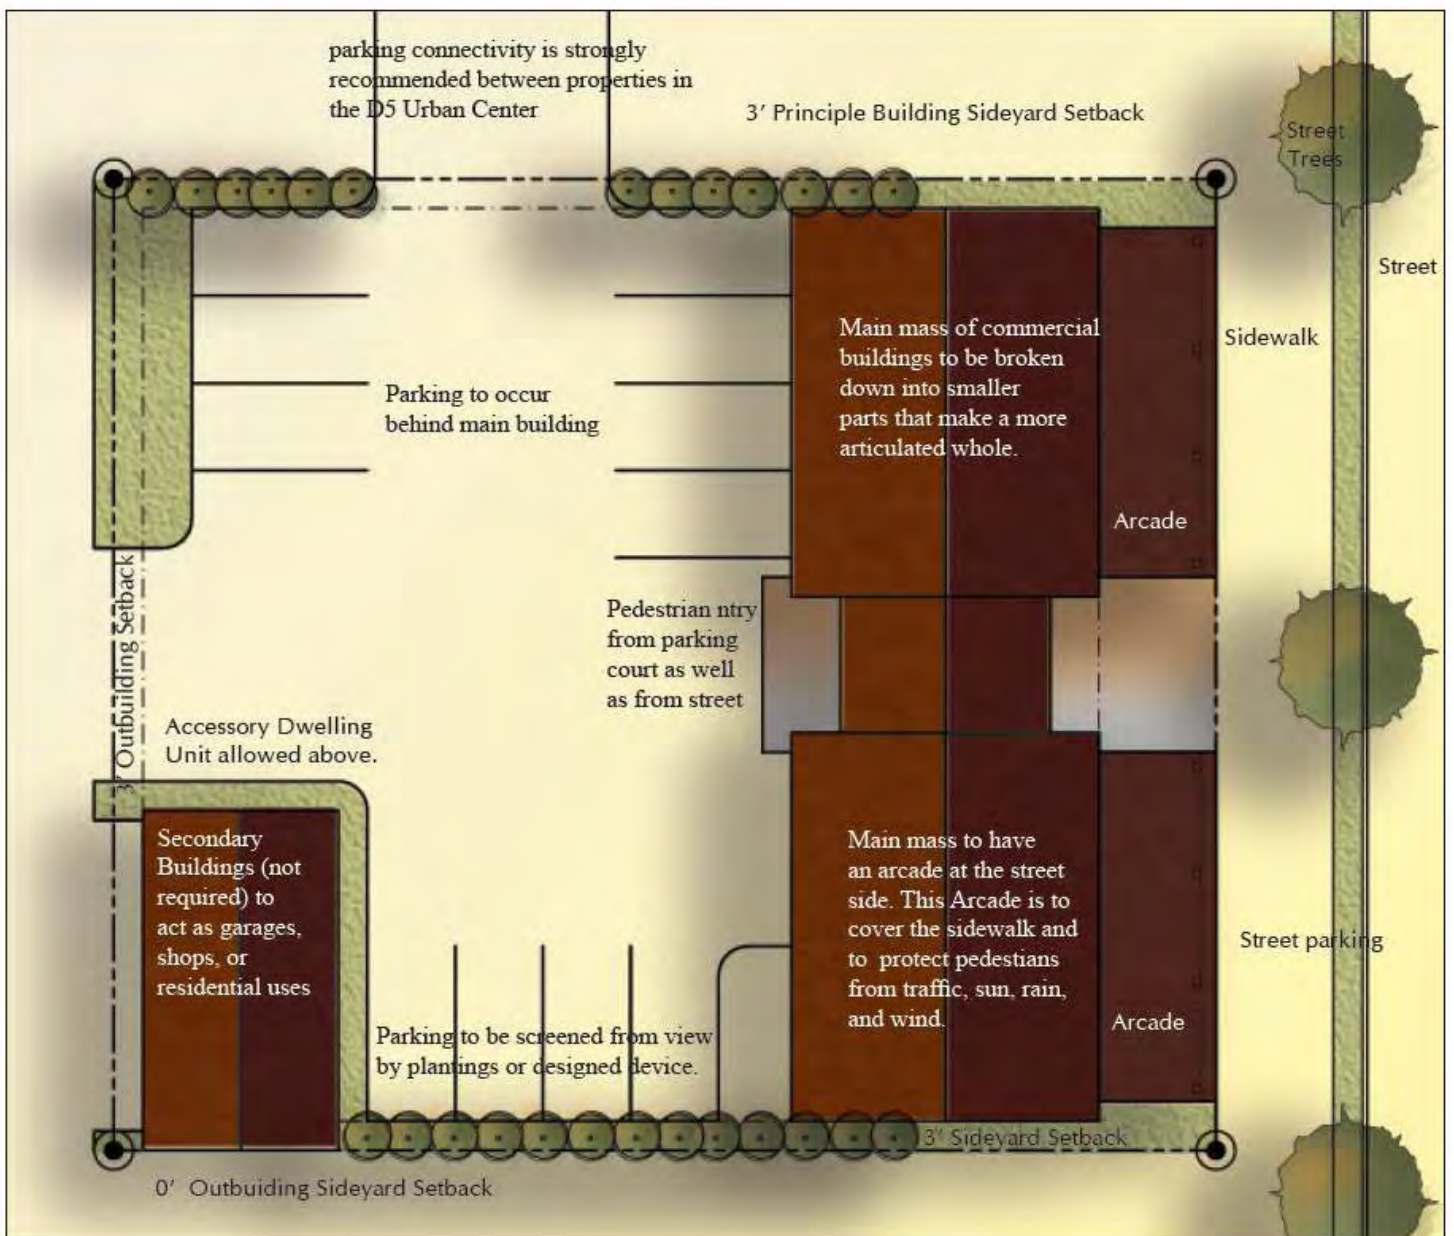 parking connectivity is strongly
recommended between properties in
the D5 Urban Center
3' Principle Building Sideyard Setback
Street
Trees
Street
Sidewalk
Main mass of commercial
buildings to be broken
down into smaller
parts that make a more
articulated whole.
Parking to occur
behind main building
Arcade
3' Outbuilding Setback
Pedestrian ntry
from parking
court as well
as from street
Accessory Dwelling
Unit allowed above.
Secondary
Buildings (not
required) to
act as garages,
shops, or
residential uses
Main mass to have
an arcade at the street
side. This Arcade is to
cover the sidewalk and
to protect pedestians
from traffic, sun, rain,
and wind.
Street parking
Arcade
Parking to be screened from view
by plantings or designed device.
3' Sideyard Setback
0' Outbuiding Sideyard Setback